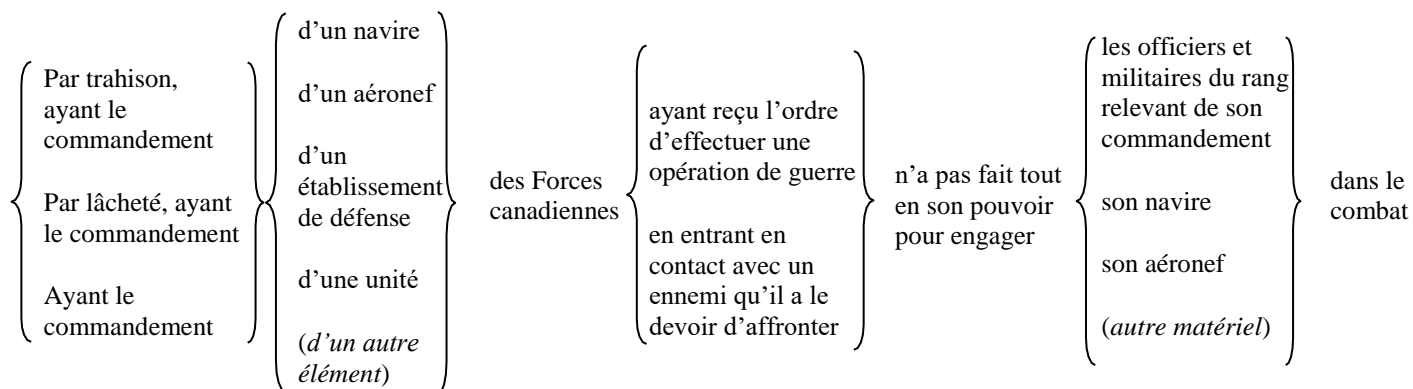 Par trahison,
ayant le
commandement
Par lâcheté, ayant
le commandement
Ayant le
commandement
d’un navire
d’un aéronef
d’un
établissement
de défense
d’une unité
(d’un autre
élément)
des Forces
canadiennes
ayant reçu l’ordre
d’effectuer une
opération de guerre
en entrant en
contact avec un
ennemi qu’il a le
devoir d’affronter
n’a pas fait tout
en son pouvoir
pour engager
les officiers et
militaires du rang
relevant de son
commandement
son navire
son aéronef
(autre matériel)
dans le
combat